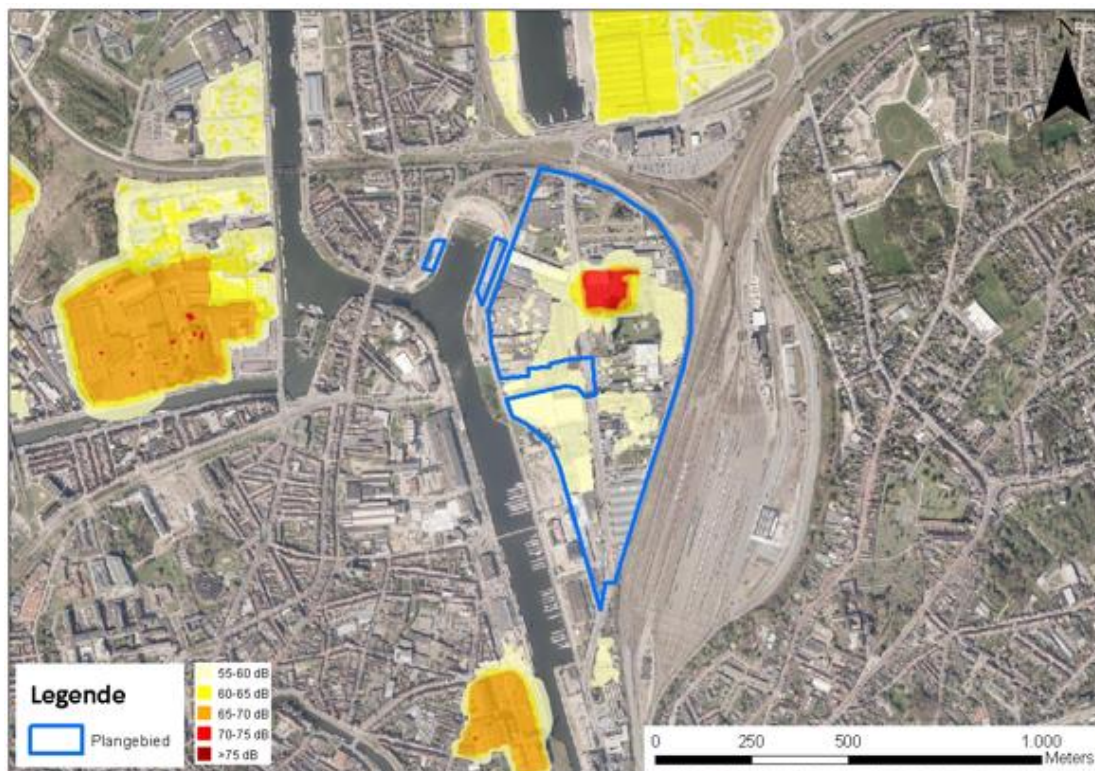 N
Legende
Plangebied
55-60 dB
60-65 dB
65-70 dB
70-75 dB
>75 dB
0 250 500 1.000
Meters